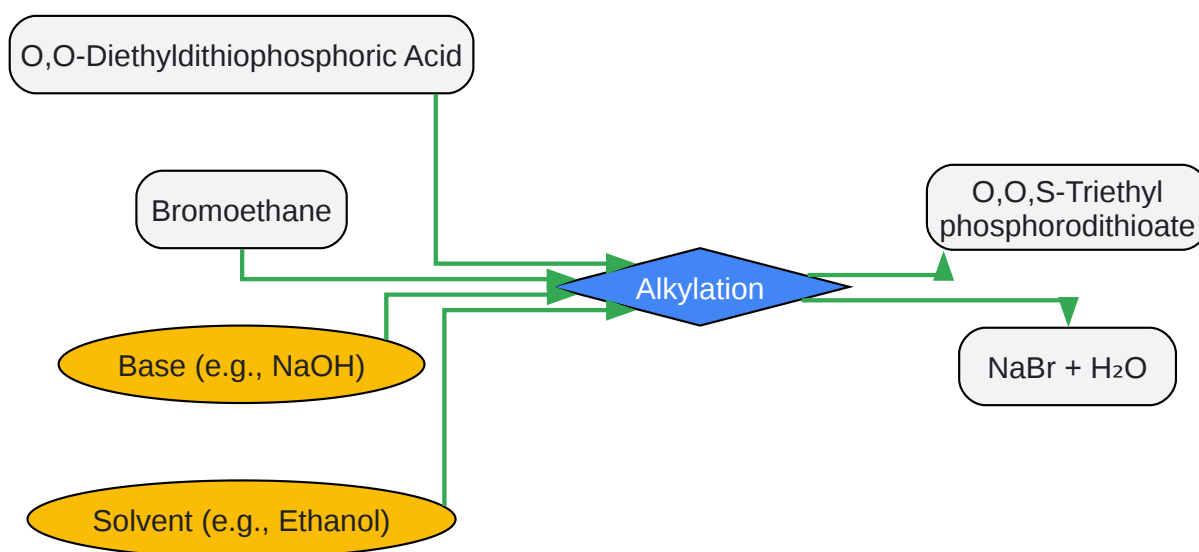 O,O-Diethyldithiophosphoric Acid
Bromoethane
Base (e.g., NaOH)
Solvent (e.g., Ethanol)
Alkylation
O,O,S-Triethyl
phosphorodithioate
NaBr + H₂O